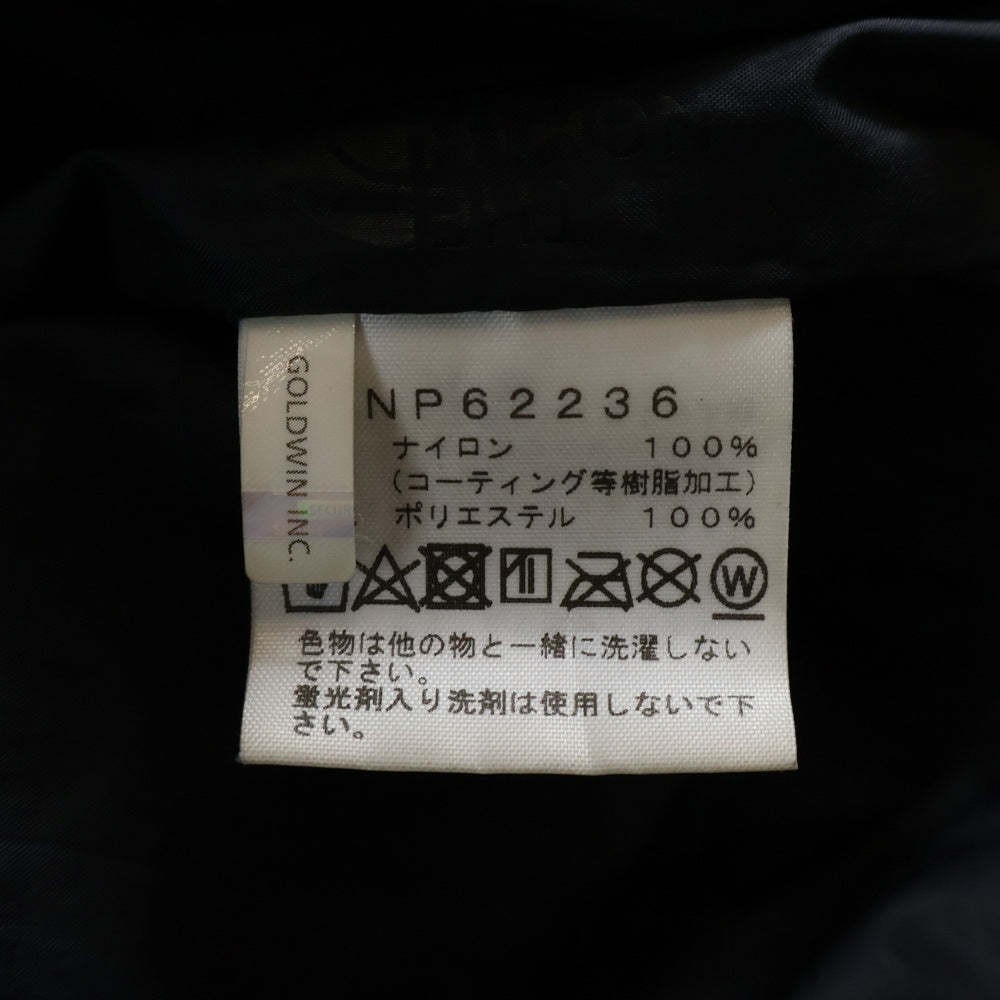 NORTH
THE
GOLDWIN INC.
SECUR
NP62236
ナイロン 100%
(コーティング等樹脂加工)
ポリエステル 100%
W
色物は他の物と一緒に洗濯しない
で下さい。
蛍光剤入り洗剤は使用しないで下
さい。